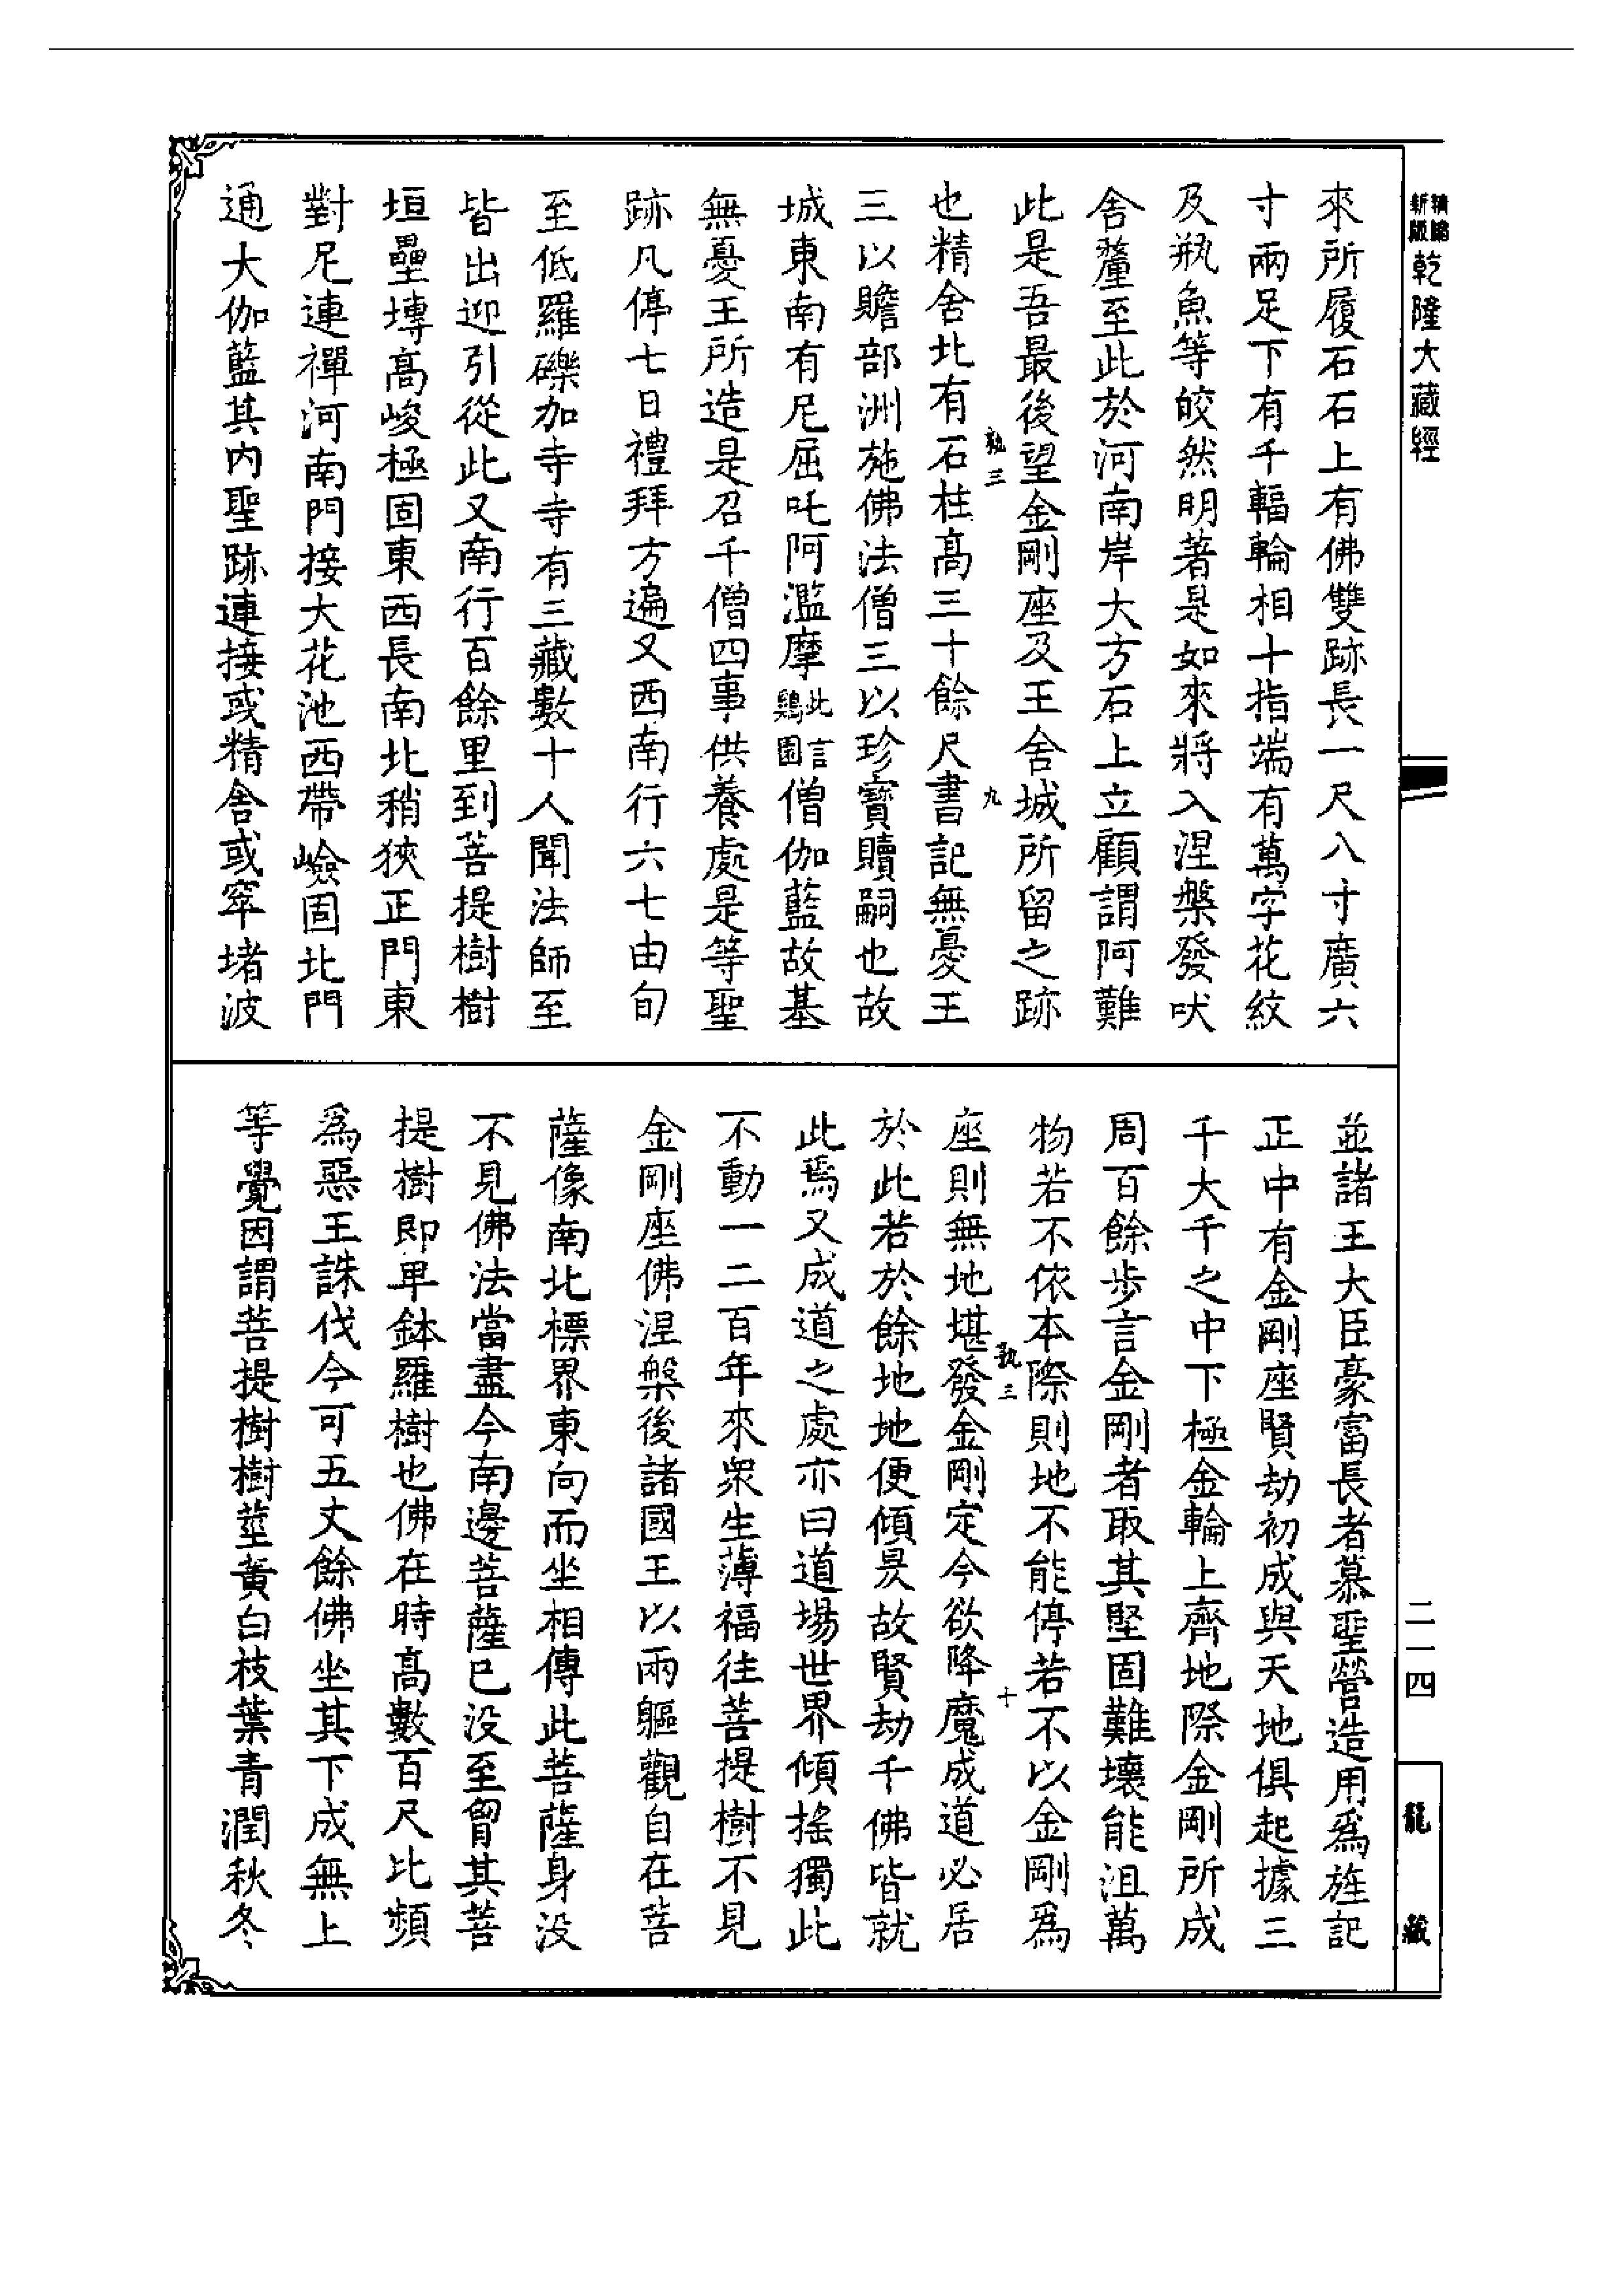 精縮新版乾隆大藏經
來所履石石上有佛雙跡長一尺八寸廣六
寸兩足下有千輻輪相十指端有萬字花紋
及瓶魚等皎然明著是如來將入涅槃發吠
舍釐至此於河南岸大方石上立顧謂阿難
此是吾最後望金剛座及王舍城所留之跡
孰三 九
也精舍北有石柱高三十餘尺書記無憂王
三以贍部洲施佛法僧三以珍寶贖嗣也故
城東南有尼屈吒阿濫摩此言鷄園僧伽藍故基
無憂王所造是召千僧四事供養處是等聖
跡凡停七日禮拜方遍又西南行六七由旬
至低羅礫加寺寺有三藏數十人聞法師至
皆出迎引從此又南行百餘里到菩提樹樹
垣壘塼高峻極固東西長南北稍狹正門東
對尼連禪河南門接大花池西帶嶮固北門
通大伽藍其內聖跡連接或精舍或窣堵波
並諸王大臣豪富長者慕聖營造用爲旌記
正中有金剛座賢劫初成與天地俱起據三
千大千之中下極金輪上齊地際金剛所成
周百餘步言金剛者取其堅固難壞能沮萬
物若不依本際則地不能停若不以金剛爲
孰三 十
座則無地堪發金剛定今欲降魔成道必居
於此若於餘地地便傾昃故賢劫千佛皆就
此焉又成道之處亦曰道場世界傾搖獨此
不動一二百年來衆生薄福往菩提樹不見
金剛座佛涅槃後諸國王以兩軀觀自在菩
薩像南北標界東向而坐相傳此菩薩身没
不見佛法當盡今南邊菩薩已没至胷其菩
提樹即畢鉢羅樹也佛在時高數百尺比頻
爲惡王誅伐今可五丈餘佛坐其下成無上
等覺因謂菩提樹樹莖黃白枝葉青潤秋冬
二一四
龍藏